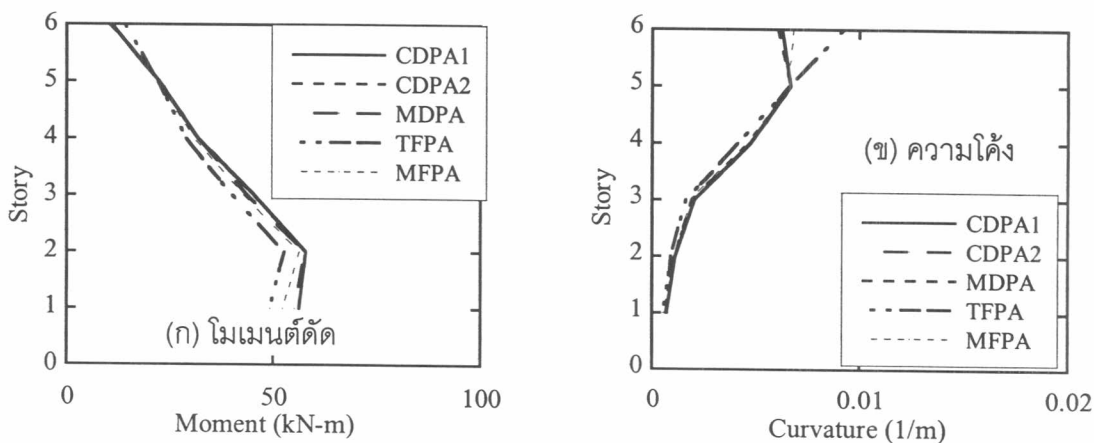 6
5
4
3
2
1
0
Story
CDPA1
CDPA2
MDPA
TFPA
MFPA
(ก) โมเมนต์ดัด
0
50
100
Moment (kN-m)
6
5
4
3
2
1
0
Story
(ข) ความโค้ง
CDPA1
CDPA2
MDPA
TFPA
MFPA
0
0.01
0.02
Curvature (1/m)